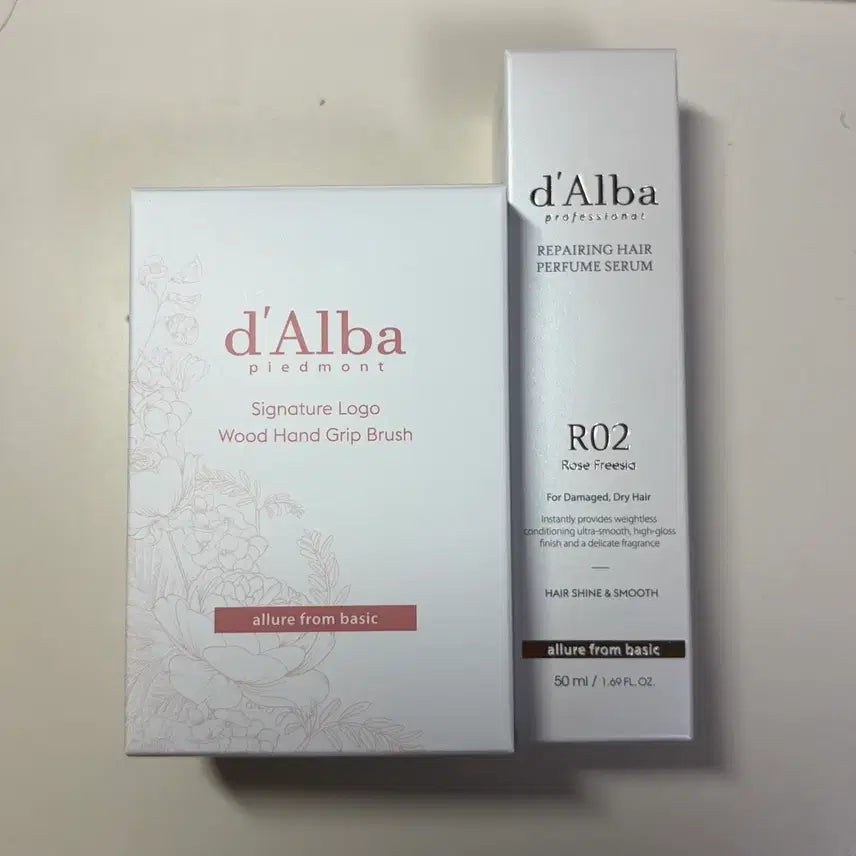 d'Alba
piedmont
Signature Logo
Wood Hand Grip Brush
allure from basic
d'Alba
professional
REPAIRING HAIR
PERFUME SERUM
R02
Rose Freesia
For Damaged, Dry Hair
Instantly provides weightless
conditioning ultra-smooth, high-gloss
finish and a delicate fragrance
HAIR SHINE & SMOOTH
allure from basic
50 ml / 1.69 FL.OZ.